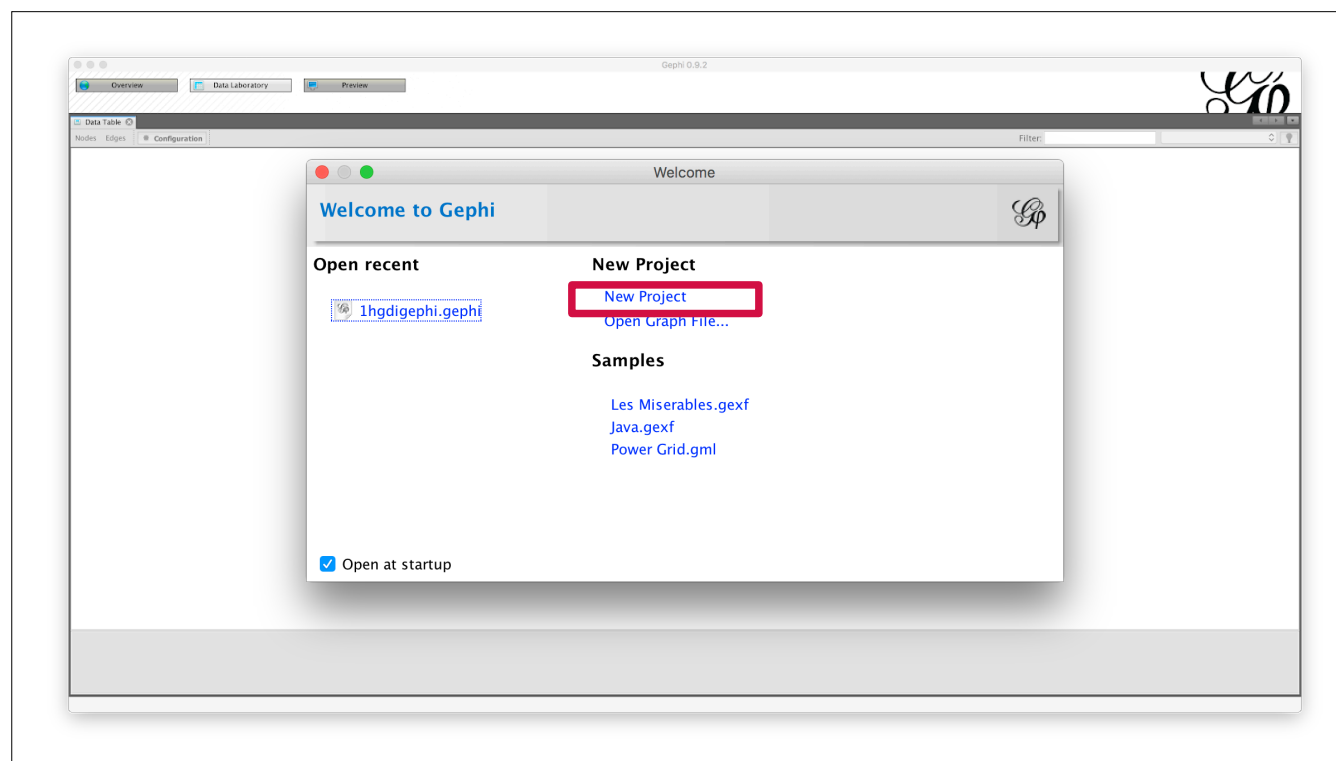 Gephi 0.9.2
Overview
Data Laboratory
Preview
Data Table
Nodes Edges Configuration
Filter:
Welcome
Welcome to Gephi
Open recent
1hgdigephi.gephi
New Project
New Project
Open Graph File...
Samples
Les Miserables.gexf
Java.gexf
Power Grid.gml
Open at startup